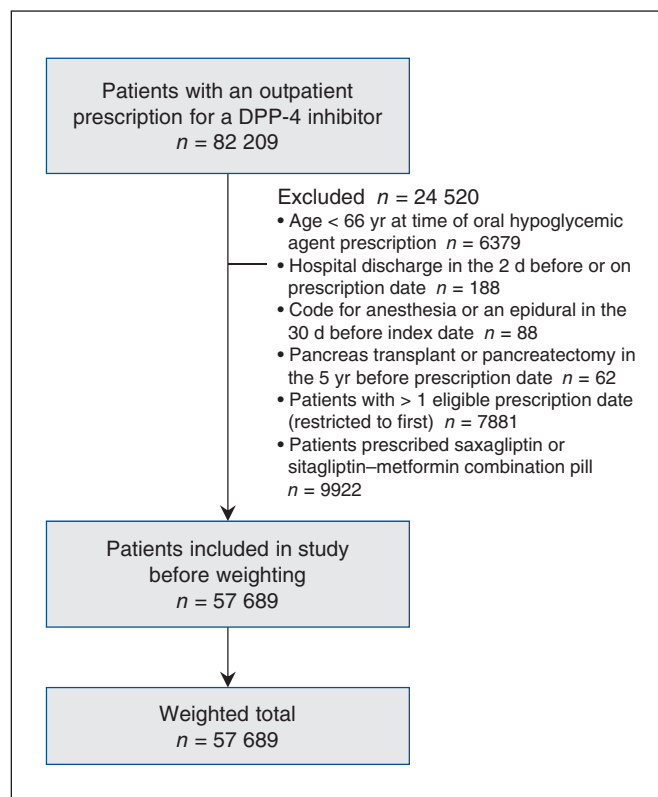 Patients with an outpatient
prescription for a DPP-4 inhibitor
n = 82 209
Excluded n = 24 520
• Age < 66 yr at time of oral hypoglycemic
agent prescription n = 6379
• Hospital discharge in the 2 d before or on
prescription date n = 188
• Code for anesthesia or an epidural in the
30 d before index date n = 88
• Pancreas transplant or pancreatectomy in
the 5 yr before prescription date n = 62
• Patients with > 1 eligible prescription date
(restricted to first) n = 7881
• Patients prescribed saxagliptin or
sitagliptin–metformin combination pill
n = 9922
Patients included in study
before weighting
n = 57 689
Weighted total
n = 57 689